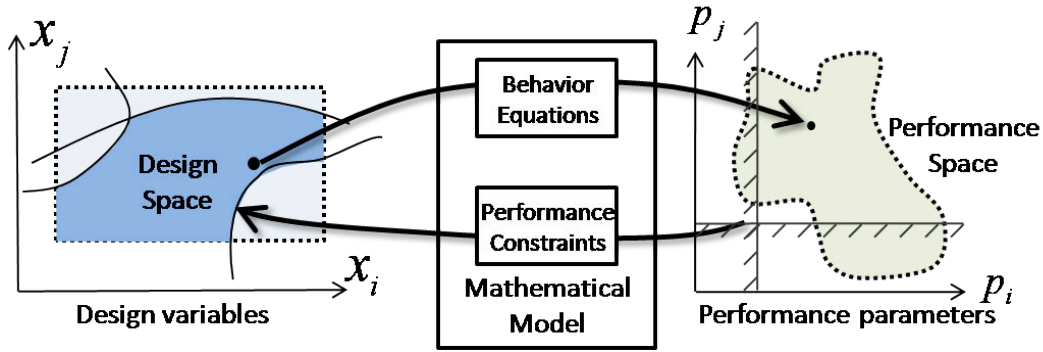 x_j
Design
Space
x_i
Design variables
Behavior
Equations
Performance
Constraints
Mathematical
Model
p_j
Performance
Space
p_i
Performance parameters